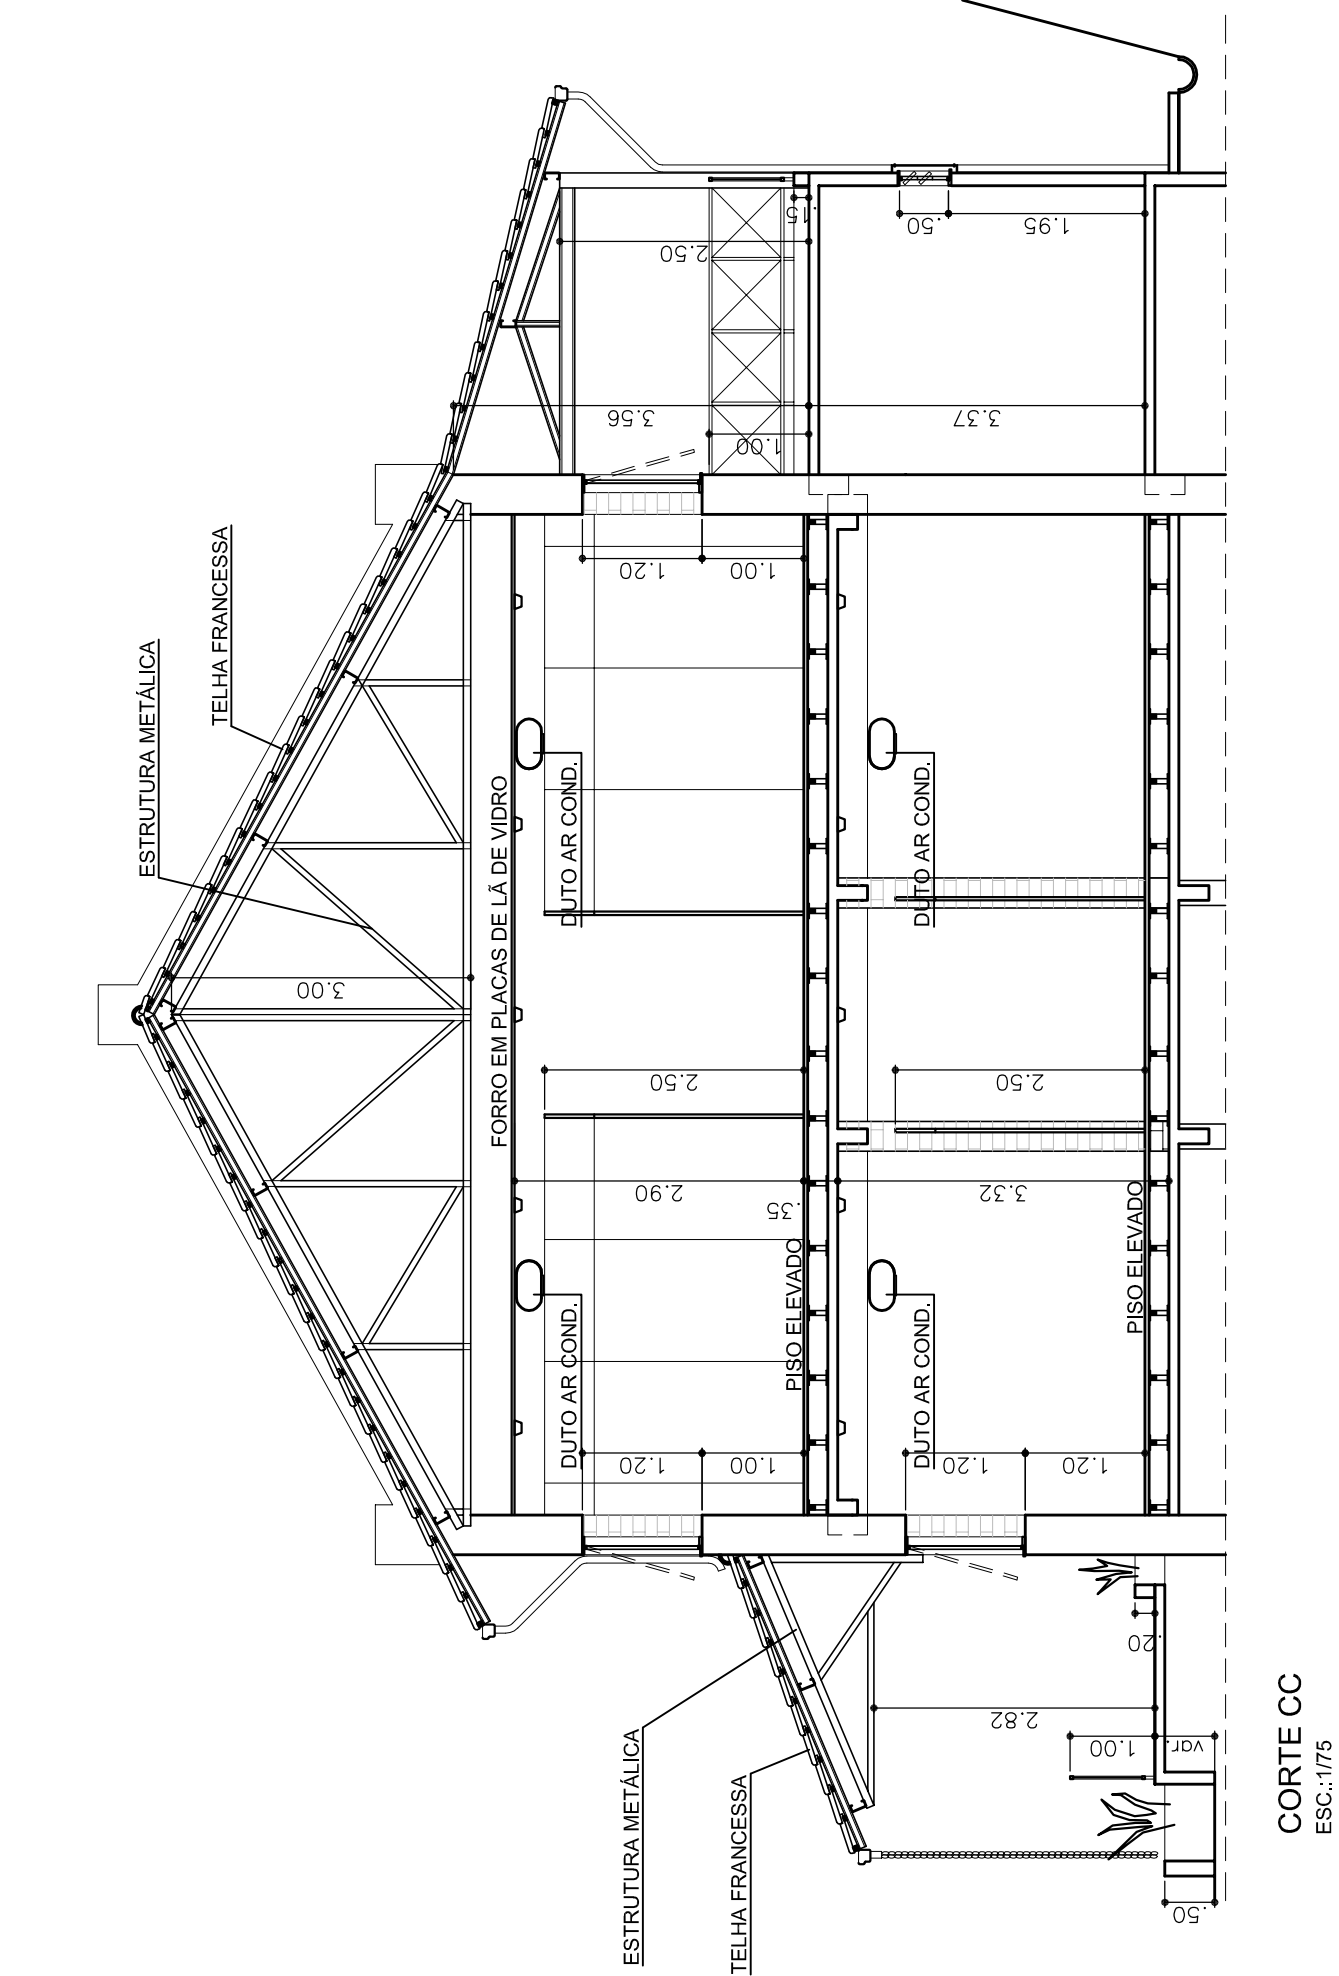 ESTRUTURA METÁLICA
TELHA FRANCESSA
3.00
FORRO EM PLACAS DE LÃ DE VIDRO
DUTO AR COND.
DUTO AR COND.
1.20
1.00
2.90
.35
2.50
1.20
1.00
3.56
2.50
1.00
.15
PISO ELEVADO
DUTO AR COND.
DUTO AR COND.
1.20
1.20
3.32
2.50
3.37
.50
1.95
PISO ELEVADO
ESTRUTURA METÁLICA
TELHA FRANCESSA
2.82
.20
1.00
var.
.50
CORTE CC
ESC.:1/75